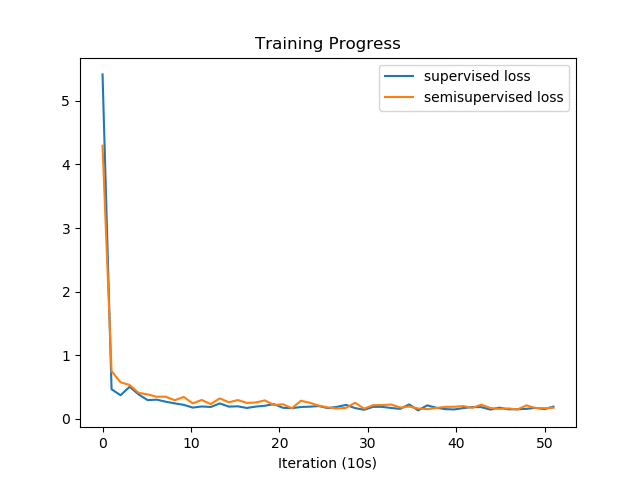 Training Progress
supervised loss
semisupervised loss
5
4
3
2
1
0
0 10 20 30 40 50
Iteration (10s)